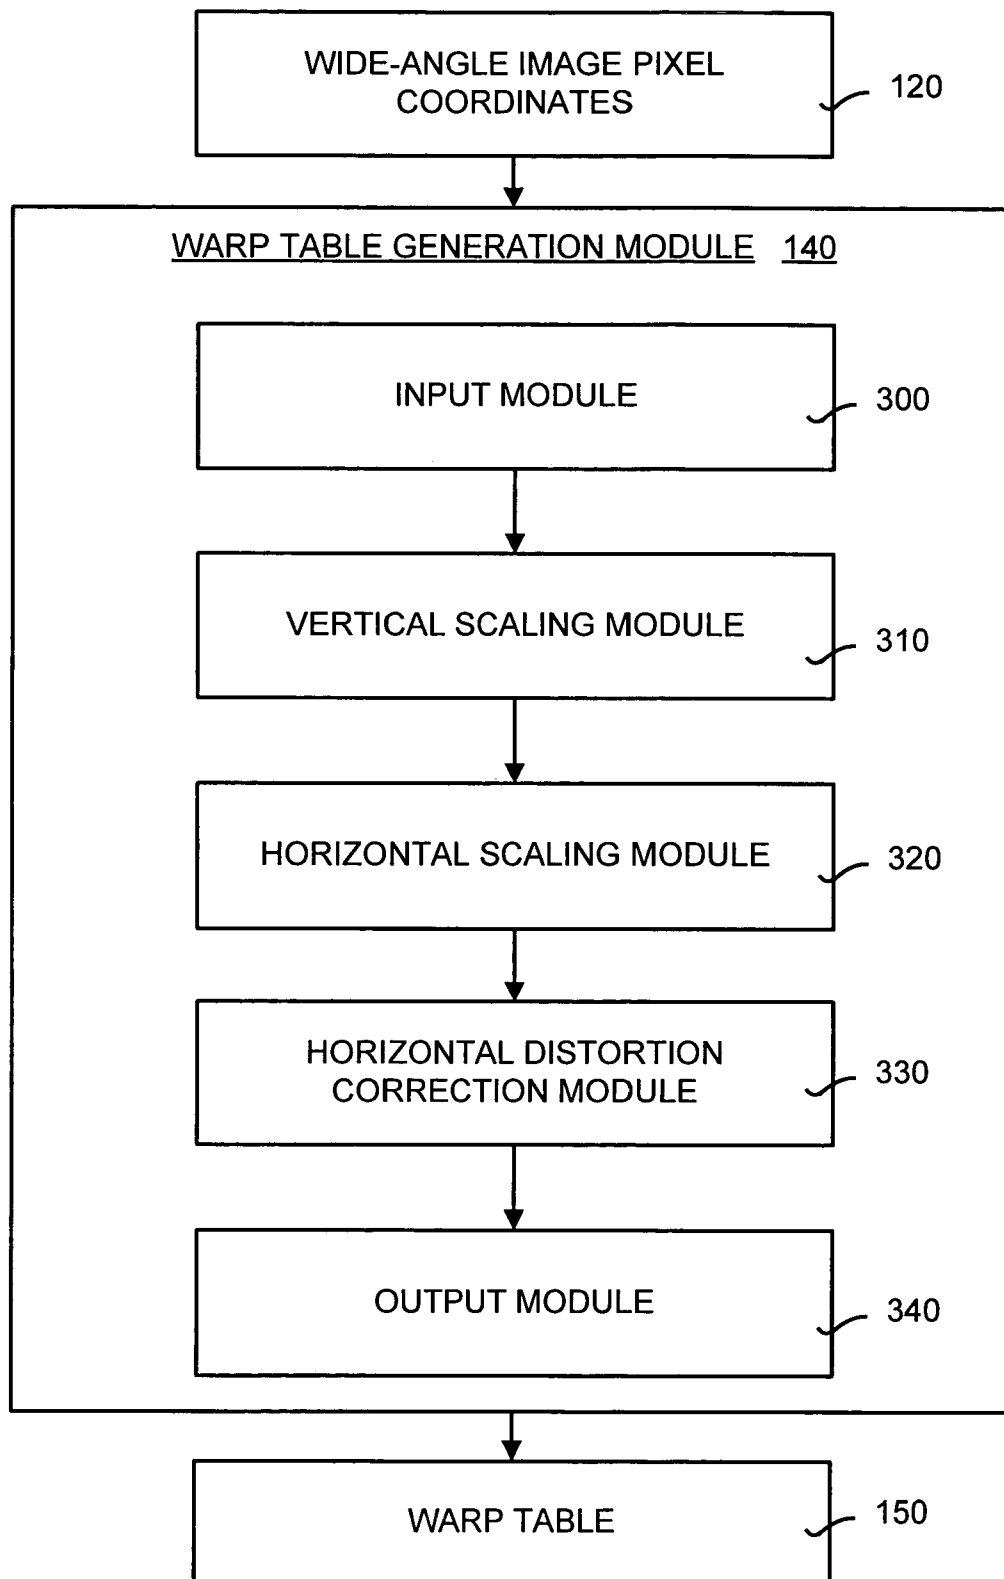 WIDE-ANGLE IMAGE PIXEL
COORDINATES
120
WARP TABLE GENERATION MODULE 140
INPUT MODULE
300
VERTICAL SCALING MODULE
310
HORIZONTAL SCALING MODULE
320
HORIZONTAL DISTORTION
CORRECTION MODULE
330
OUTPUT MODULE
340
WARP TABLE
150